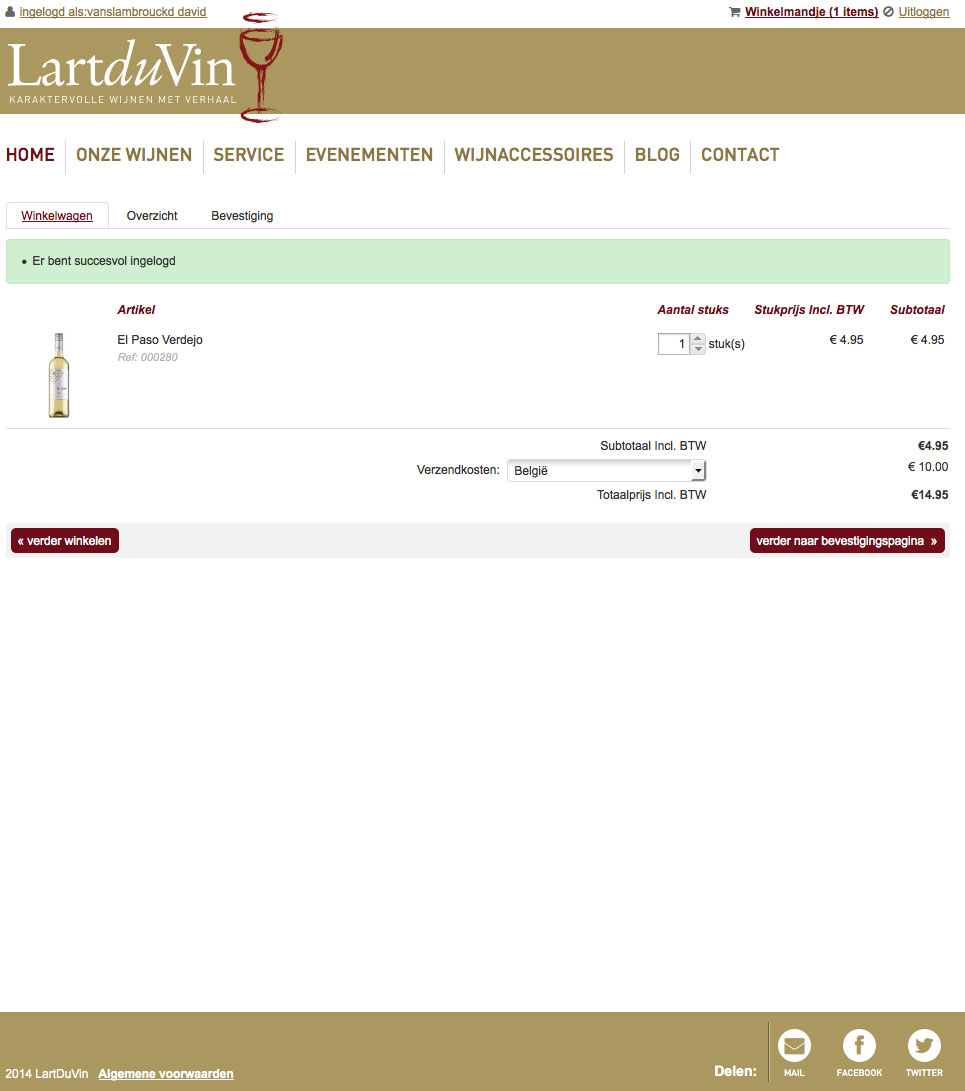 ingelogd als:vanslambrouckd david
Winkelmandje (1 items) Uitloggen
LartduVin
KARAKTERVOLLE WIJNEN MET VERHAAL
HOME ONZE WIJNEN SERVICE EVENEMENTEN WIJNACCESSOIRES BLOG CONTACT
Winkelwagen Overzicht Bevestiging
• Er bent succesvol ingelogd
Artikel Aantal stuks Stukprijs Incl. BTW Subtotaal
El Paso Verdejo 1 stuk(s) € 4.95 € 4.95
Ref: 000280
Subtotaal Incl. BTW €4.95
Verzendkosten: België € 10.00
Totaalprijs Incl. BTW €14.95
« verder winkelen verder naar bevestigingspagina »
2014 LartDuVin Algemene voorwaarden Delen: MAIL FACEBOOK TWITTER